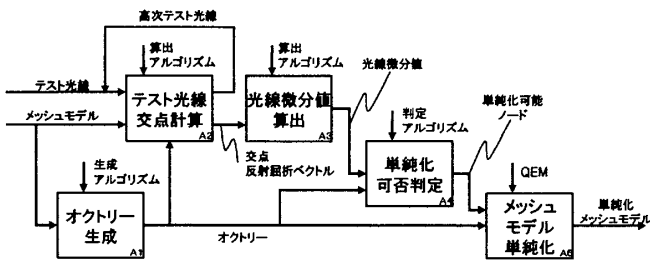 高次テスト光線
算出
アルゴリズム
算出
アルゴリズム
光線微分値
テスト光線
テスト光線
交点計算
A2
光線微分値
算出
A3
メッシュモデル
判定
アルゴリズム
単純化可能
ノード
交点
反射屈折ベクトル
生成
アルゴリズム
単純化
可否判定
A4
QEM
オクトリー
生成
A1
オクトリー
メッシュ
モデル
単純化
A5
単純化
メッシュモデル